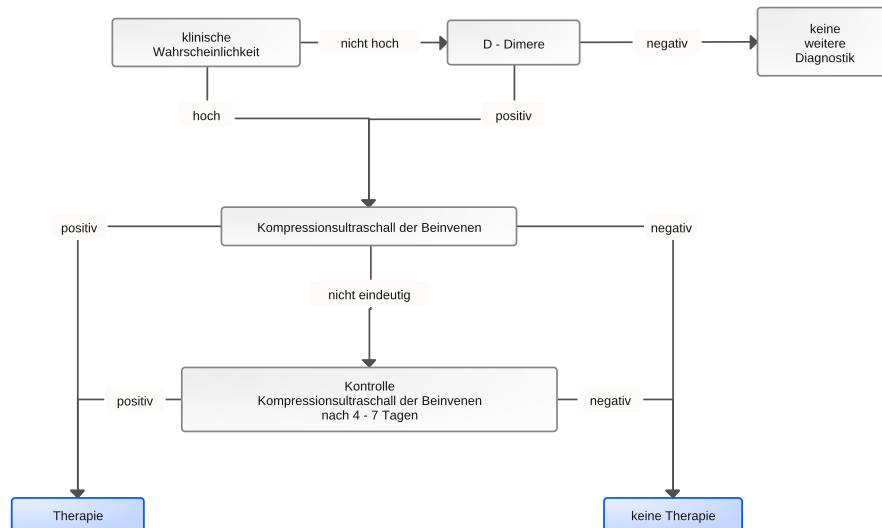 klinische
Wahrscheinlichkeit
nicht hoch
D - Dimere
negativ
keine
weitere
Diagnostik
hoch
positiv
positiv
Kompressionsultraschall der Beinvenen
negativ
nicht eindeutig
Kontrolle
Kompressionsultraschall der Beinvenen
nach 4 - 7 Tagen
positiv
negativ
Therapie
keine Therapie